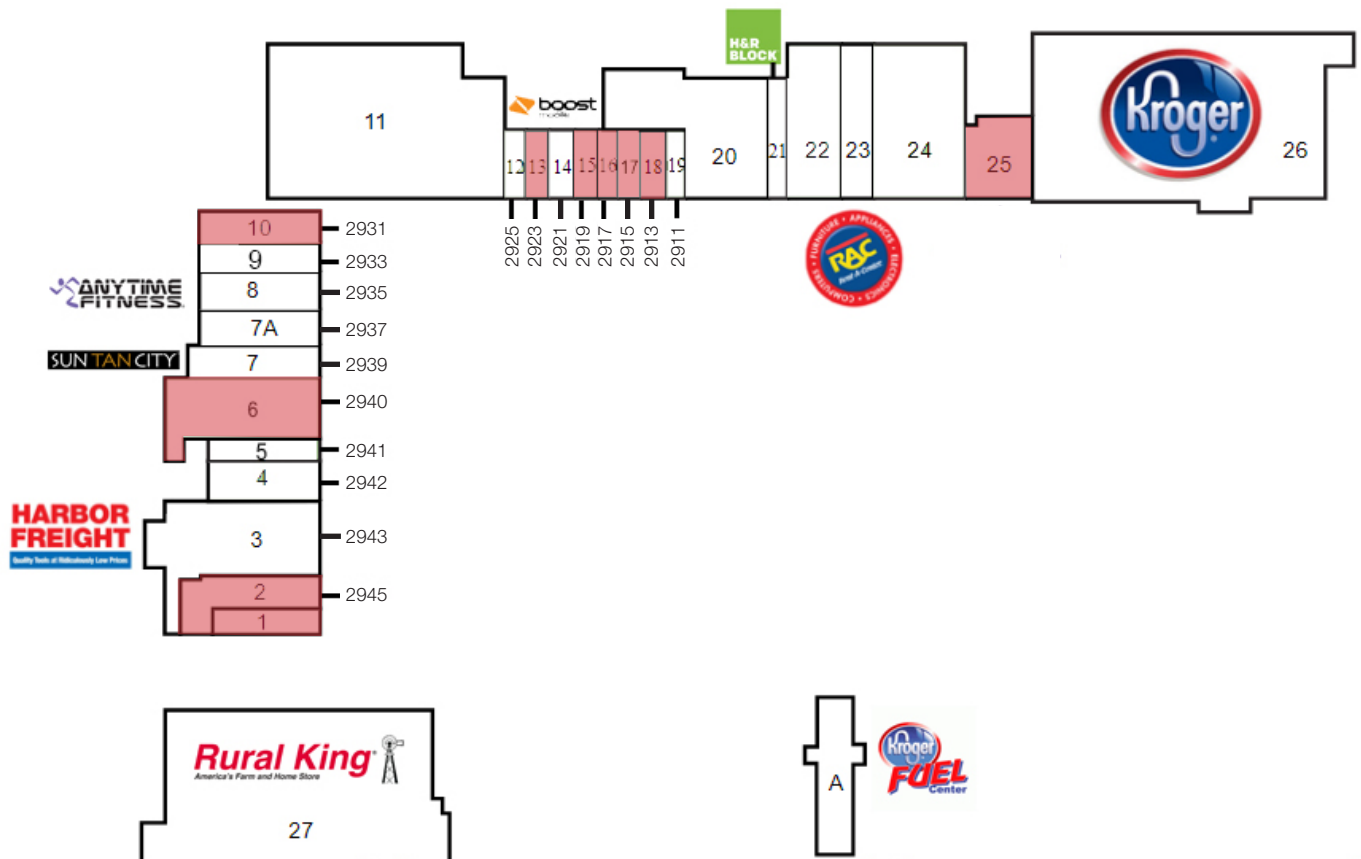 H&R
BLOCK
boost
mobile
11
12
13
14
15
16
17
18
19
20
21
22
23
24
25
Kroger
26
2925
2923
2921
2919
2917
2915
2913
2911
FURNITURE • APPLIANCES • ELECTRONICS • COMPUTERS •
RAC
Rent-A-Center
10
2931
9
2933
ANYTIME
FITNESS
8
2935
7A
2937
SUN TAN CITY
7
2939
6
2940
5
2941
4
2942
HARBOR
FREIGHT
Quality Tools at Ridiculously Low Prices
3
2943
2
2945
1
Rural King
America's Farm and Home Store
27
A
Kroger
FUEL
Center